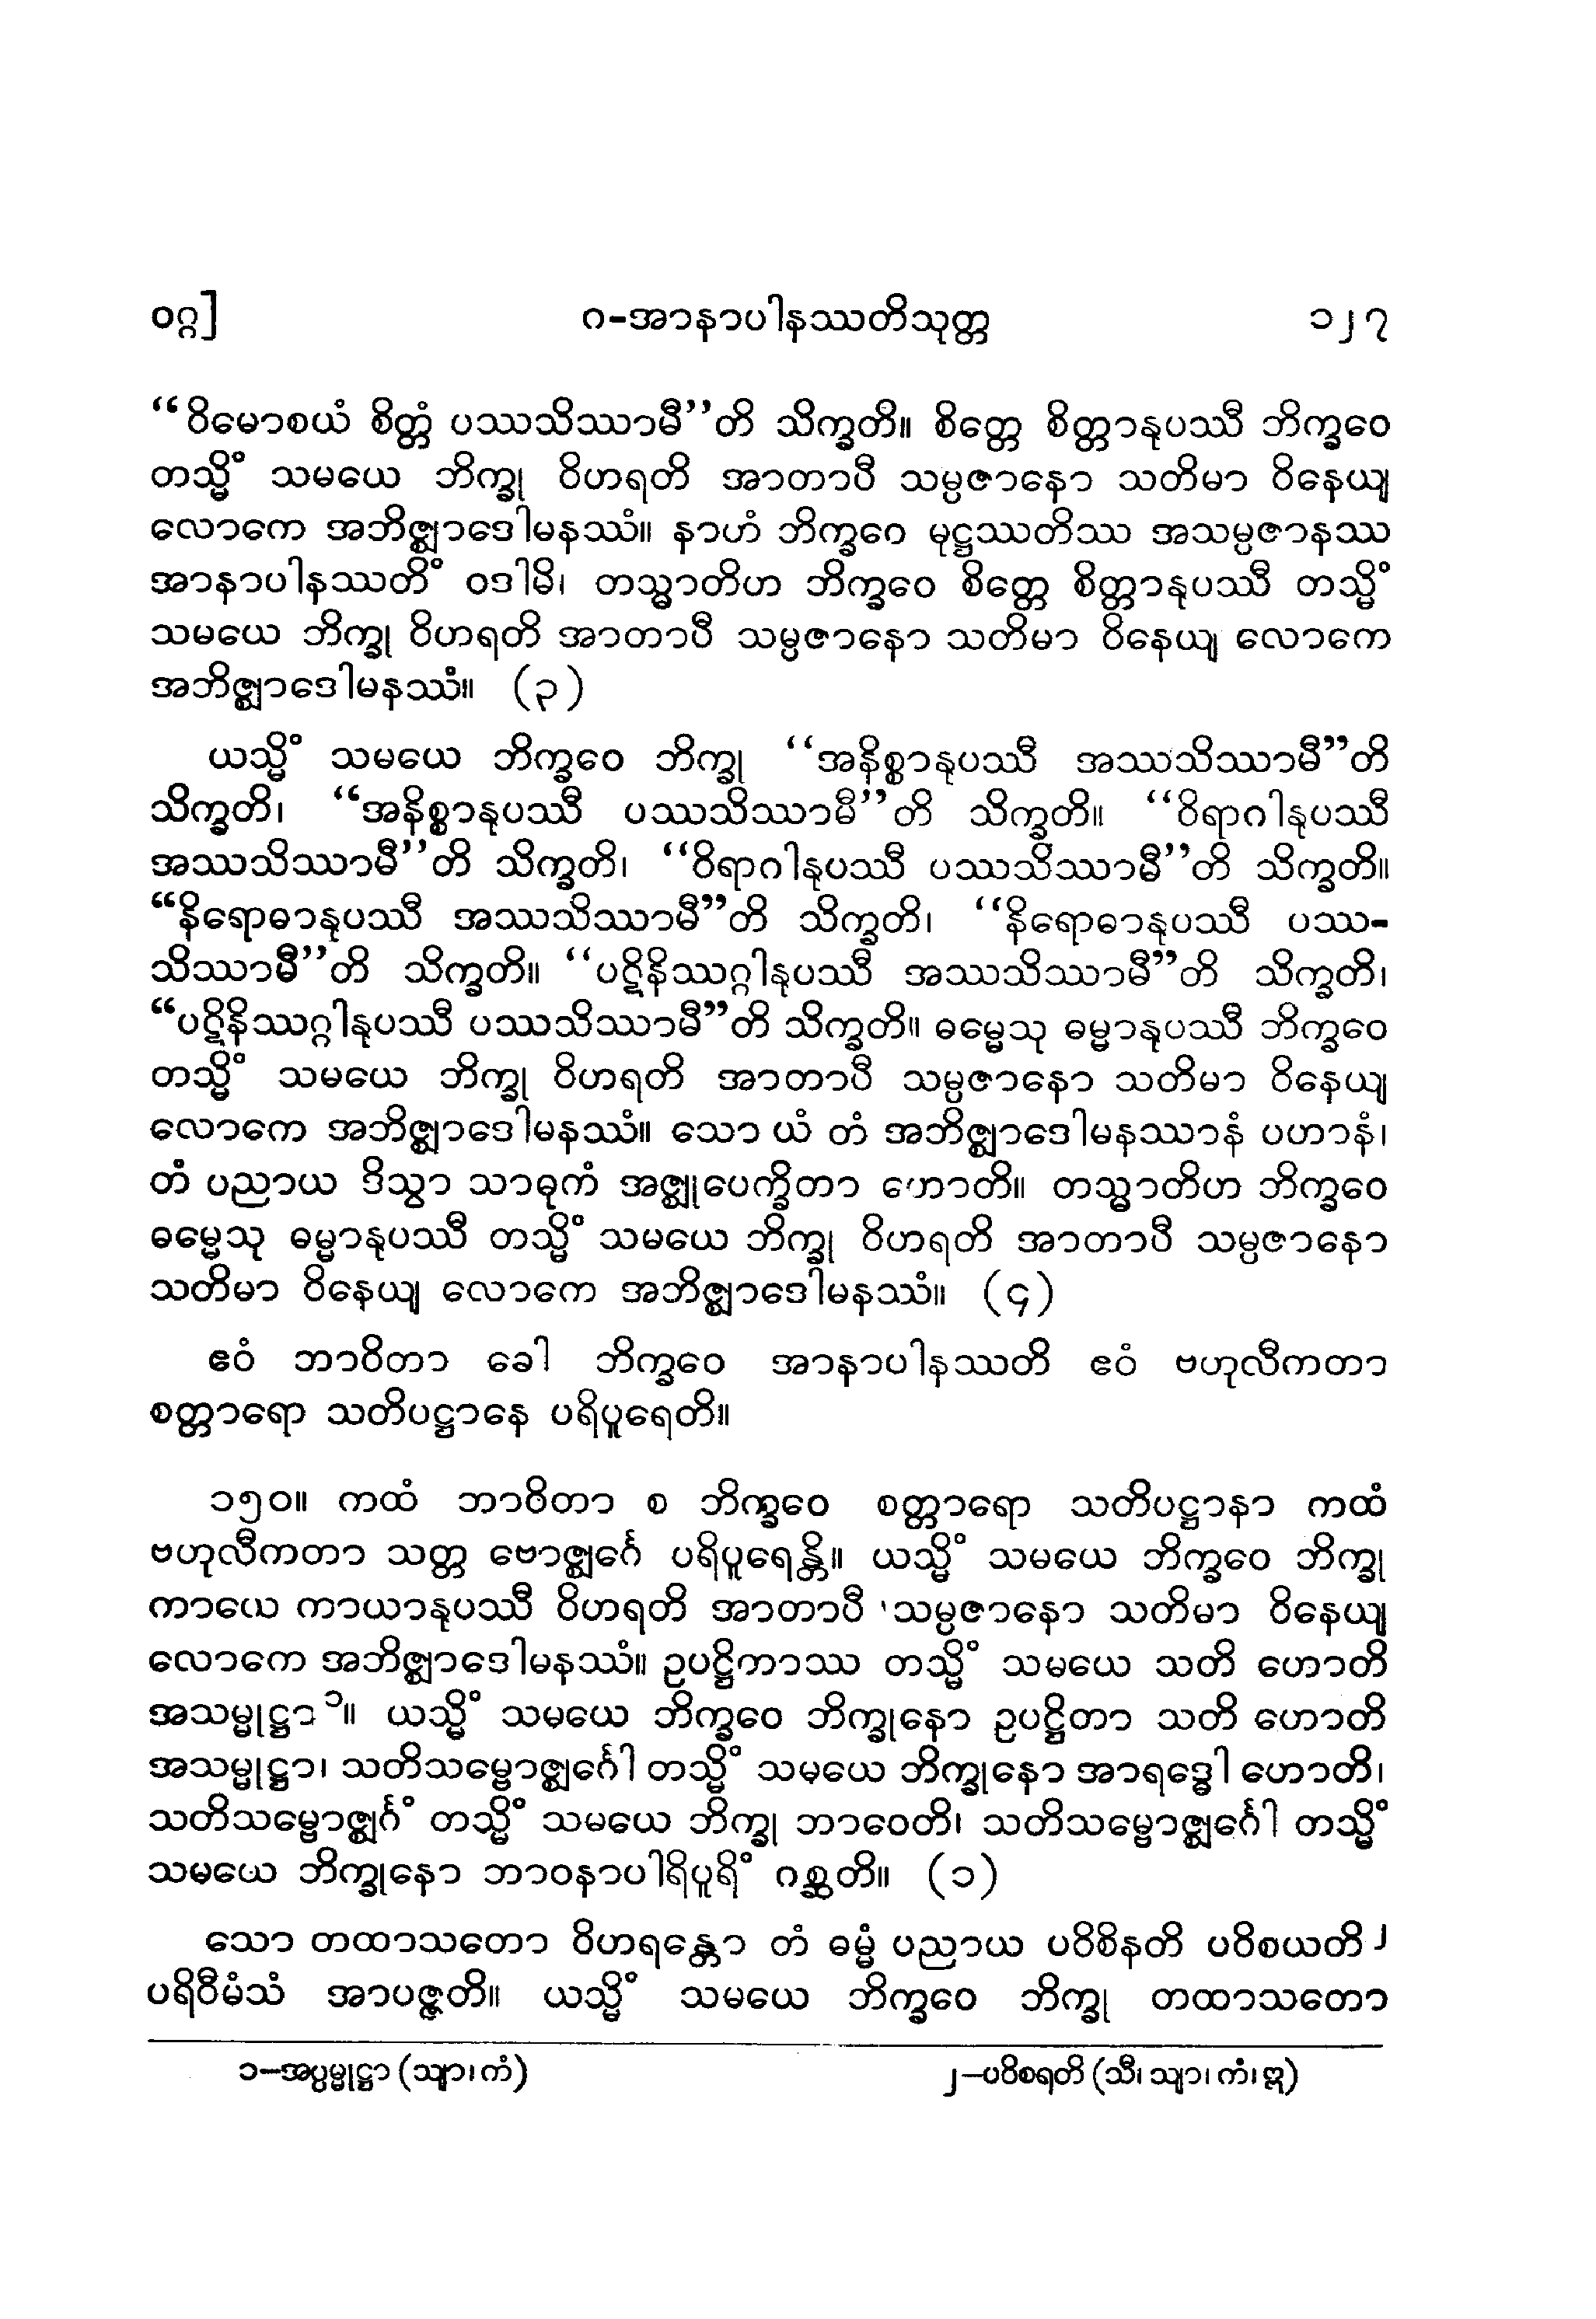 ဝဂ္ဂ] ၈-အာနာပါနဿတိသုတ္တ ၁၂၇
“ဝိမောစယံ စိတ္တံ ပဿသိဿာမီ”တိ သိက္ခတိ။ စိတ္တေ စိတ္တာနုပဿီ ဘိက္ခဝေ
တသ္မိံ သမယေ ဘိက္ခု ဝိဟရတိ အာတာပီ သမ္ပဇာနော သတိမာ ဝိနေယျ
လောကေ အဘိဇ္ဈာဒေါမနဿံ။ နာဟံ ဘိက္ခဝေ မုဋ္ဌဿတိဿ အသမ္ပဇာနဿ
အာနာပါနဿတိံ ဝဒါမိ၊ တသ္မာတိဟ ဘိက္ခဝေ စိတ္တေ စိတ္တာနုပဿီ တသ္မိံ
သမယေ ဘိက္ခု ဝိဟရတိ အာတာပီ သမ္ပဇာနော သတိမာ ဝိနေယျ လောကေ
အဘိဇ္ဈာဒေါမနဿံ။ (၃)
ယသ္မိံ သမယေ ဘိက္ခဝေ ဘိက္ခု “အနိစ္စာနုပဿီ အဿသိဿာမီ”တိ
သိက္ခတိ၊ “အနိစ္စာနုပဿီ ပဿသိဿာမီ”တိ သိက္ခတိ။ “ဝိရာဂါနုပဿီ
အဿသိဿာမီ”တိ သိက္ခတိ၊ “ဝိရာဂါနုပဿီ ပဿသိဿာမီ”တိ သိက္ခတိ။
“နိရောဓာနုပဿီ အဿသိဿာမီ”တိ သိက္ခတိ၊ “နိရောဓာနုပဿီ ပဿ-
သိဿာမီ”တိ သိက္ခတိ။ “ပဋိနိဿဂ္ဂါနုပဿီ အဿသိဿာမီ”တိ သိက္ခတိ၊
“ပဋိနိဿဂ္ဂါနုပဿီ ပဿသိဿာမီ”တိ သိက္ခတိ။ ဓမ္မေသု ဓမ္မာနုပဿီ ဘိက္ခဝေ
တသ္မိံ သမယေ ဘိက္ခု ဝိဟရတိ အာတာပီ သမ္ပဇာနော သတိမာ ဝိနေယျ
လောကေ အဘိဇ္ဈာဒေါမနဿံ။ သော ယံ တံ အဘိဇ္ဈာဒေါမနဿာနံ ပဟာနံ၊
တံ ပညာယ ဒိသွာ သာဓုကံ အဇ္ဈုပေက္ခိတာ ဟောတိ။ တသ္မာတိဟ ဘိက္ခဝေ
ဓမ္မေသု ဓမ္မာနုပဿီ တသ္မိံ သမယေ ဘိက္ခု ဝိဟရတိ အာတာပီ သမ္ပဇာနော
သတိမာ ဝိနေယျ လောကေ အဘိဇ္ဈာဒေါမနဿံ။ (၄)
ဧဝံ ဘာဝိတာ ခေါ ဘိက္ခဝေ အာနာပါနဿတိ ဧဝံ ဗဟုလီကတာ
စတ္တာရော သတိပဋ္ဌာနေ ပရိပူရေတိ။
၁၅၀။ ကထံ ဘာဝိတာ စ ဘိက္ခဝေ စတ္တာရော သတိပဋ္ဌာနာ ကထံ
ဗဟုလီကတာ သတ္တ ဗောဇ္ဈင်္ဂေ ပရိပူရေန္တိ။ ယသ္မိံ သမယေ ဘိက္ခဝေ ဘိက္ခု
ကာယေ ကာယာနုပဿီ ဝိဟရတိ အာတာပီ သမ္ပဇာနော သတိမာ ဝိနေယျ
လောကေ အဘိဇ္ဈာဒေါမနဿံ။ ဥပဋ္ဌိတာဿ တသ္မိံ သမယေ သတိ ဟောတိ
အသမ္မုဋ္ဌာ ၁။ ယသ္မိံ သမယေ ဘိက္ခဝေ ဘိက္ခုနော ဥပဋ္ဌိတာ သတိ ဟောတိ
အသမ္မုဋ္ဌာ၊ သတိသမ္ဗောဇ္ဈင်္ဂေါ တသ္မိံ သမယေ ဘိက္ခုနော အာရဒ္ဓေါ ဟောတိ၊
သတိသမ္ဗောဇ္ဈင်္ဂံ တသ္မိံ သမယေ ဘိက္ခု ဘာဝေတိ၊ သတိသမ္ဗောဇ္ဈင်္ဂေါ တသ္မိံ
သမယေ ဘိက္ခုနော ဘာဝနာပါရိပူရိံ ဂစ္ဆတိ။ (၁)
သော တထာသတော ဝိဟရန္တော တံ ဓမ္မံ ပညာယ ပဝိစိနတိ ပဝိစယတိ ၂
ပရိဝီမံသံ အာပဇ္ဇတိ။ ယသ္မိံ သမယေ ဘိက္ခဝေ ဘိက္ခု တထာသတော
၁—အပ္ပမ္မုဋ္ဌာ (သျာ၊ ကံ) ၂—ပဝိစရတိ (သီ၊ သျာ၊ ကံ၊ ဣ)